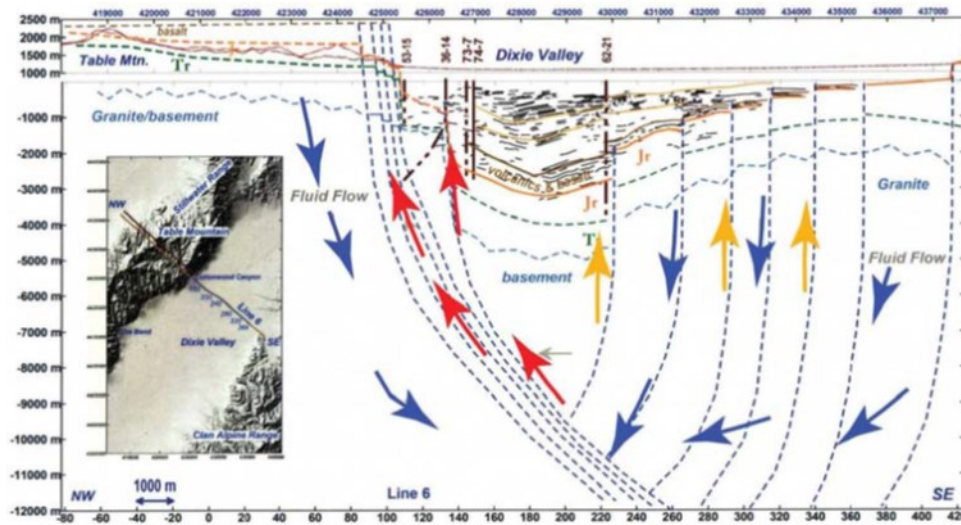 419000 420000 421000 422000 423000 424000 425000 426000 427000 428000 429000 430000 431000 432000 433000 434000 435000 436000 437000
2500 m
2000
1500
1000 m
basalt
Table Mtn.
Tr
53-15
36-14
73-7
74-7
62-21
Dixie Valley
0 m
-1000 m
-2000 m
-3000 m
-4000 m
-5000 m
-6000 m
-7000 m
-8000 m
-9000 m
-10000 m
-11000 m
-12000
Granite/basement
Fluid Flow
volcanics & basalt
Jr
Jr
Granite
basement
Fluid Flow
NW
Stillwater Range
Table Mountain
Cottonwood Canyon
Line 6
SE
Dixie Valley
Clan Alpine Range
1000 m
NW
Line 6
SE
-80 -60 -40 -20 0 20 40 60 80 100 120 140 160 180 200 220 240 260 280 300 320 340 360 380 400 420